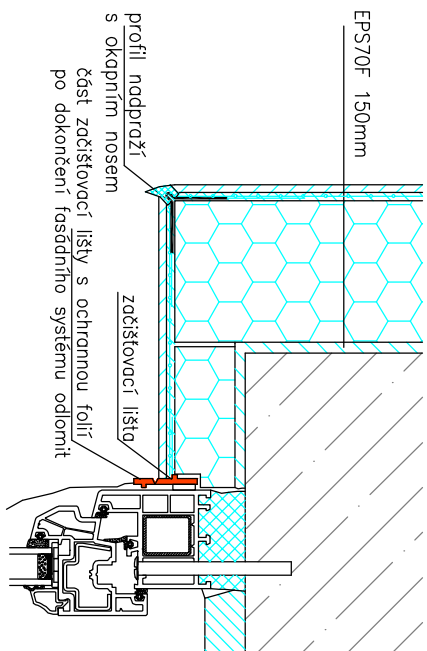 EPS70F 150mm
profil nadpraží
s okapním nosem
začišťovací lišta
část začišťovací lišty s ochrannou folií
po dokončení fasádního systému odlomit